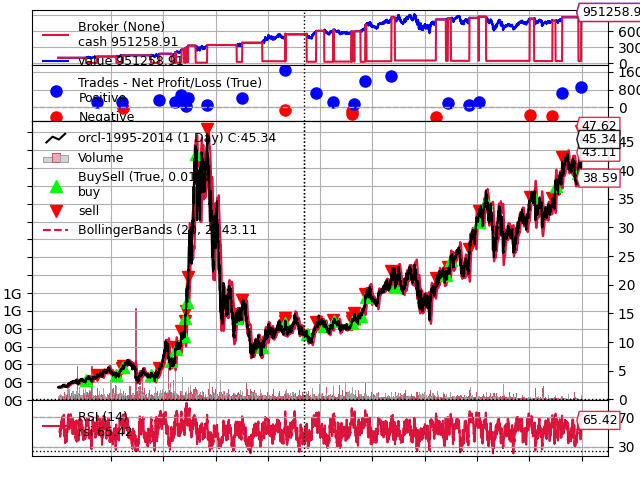 Broker (None)
cash 951258.91
value 951258.91
951258.9
600
300
0
Trades - Net Profit/Loss (True)
Positive
Negative
160
800
0
orcl-1995-2014 (1 Day) C:45.34
Volume
BuySell (True, 0.01
buy
sell
BollingerBands (20, 2) 43.11
47.62
45.34
43.11
38.59
45
40
35
30
25
20
15
10
5
0
1G
1G
0G
0G
0G
0G
0G
RSI (14)
rsi 65.42
65.42
70
30